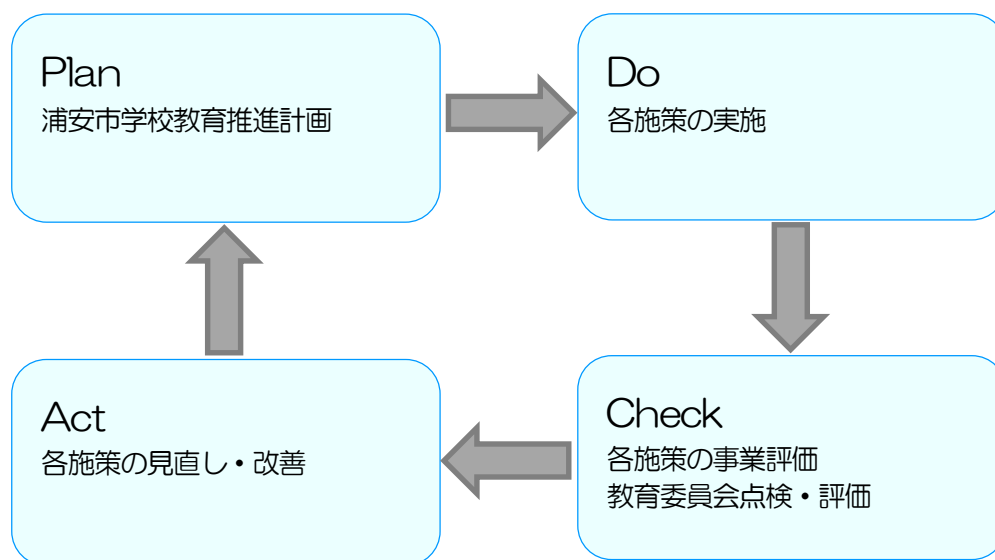 Plan
浦安市学校教育推進計画
Do
各施策の実施
Act
各施策の見直し・改善
Check
各施策の事業評価
教育委員会点検・評価